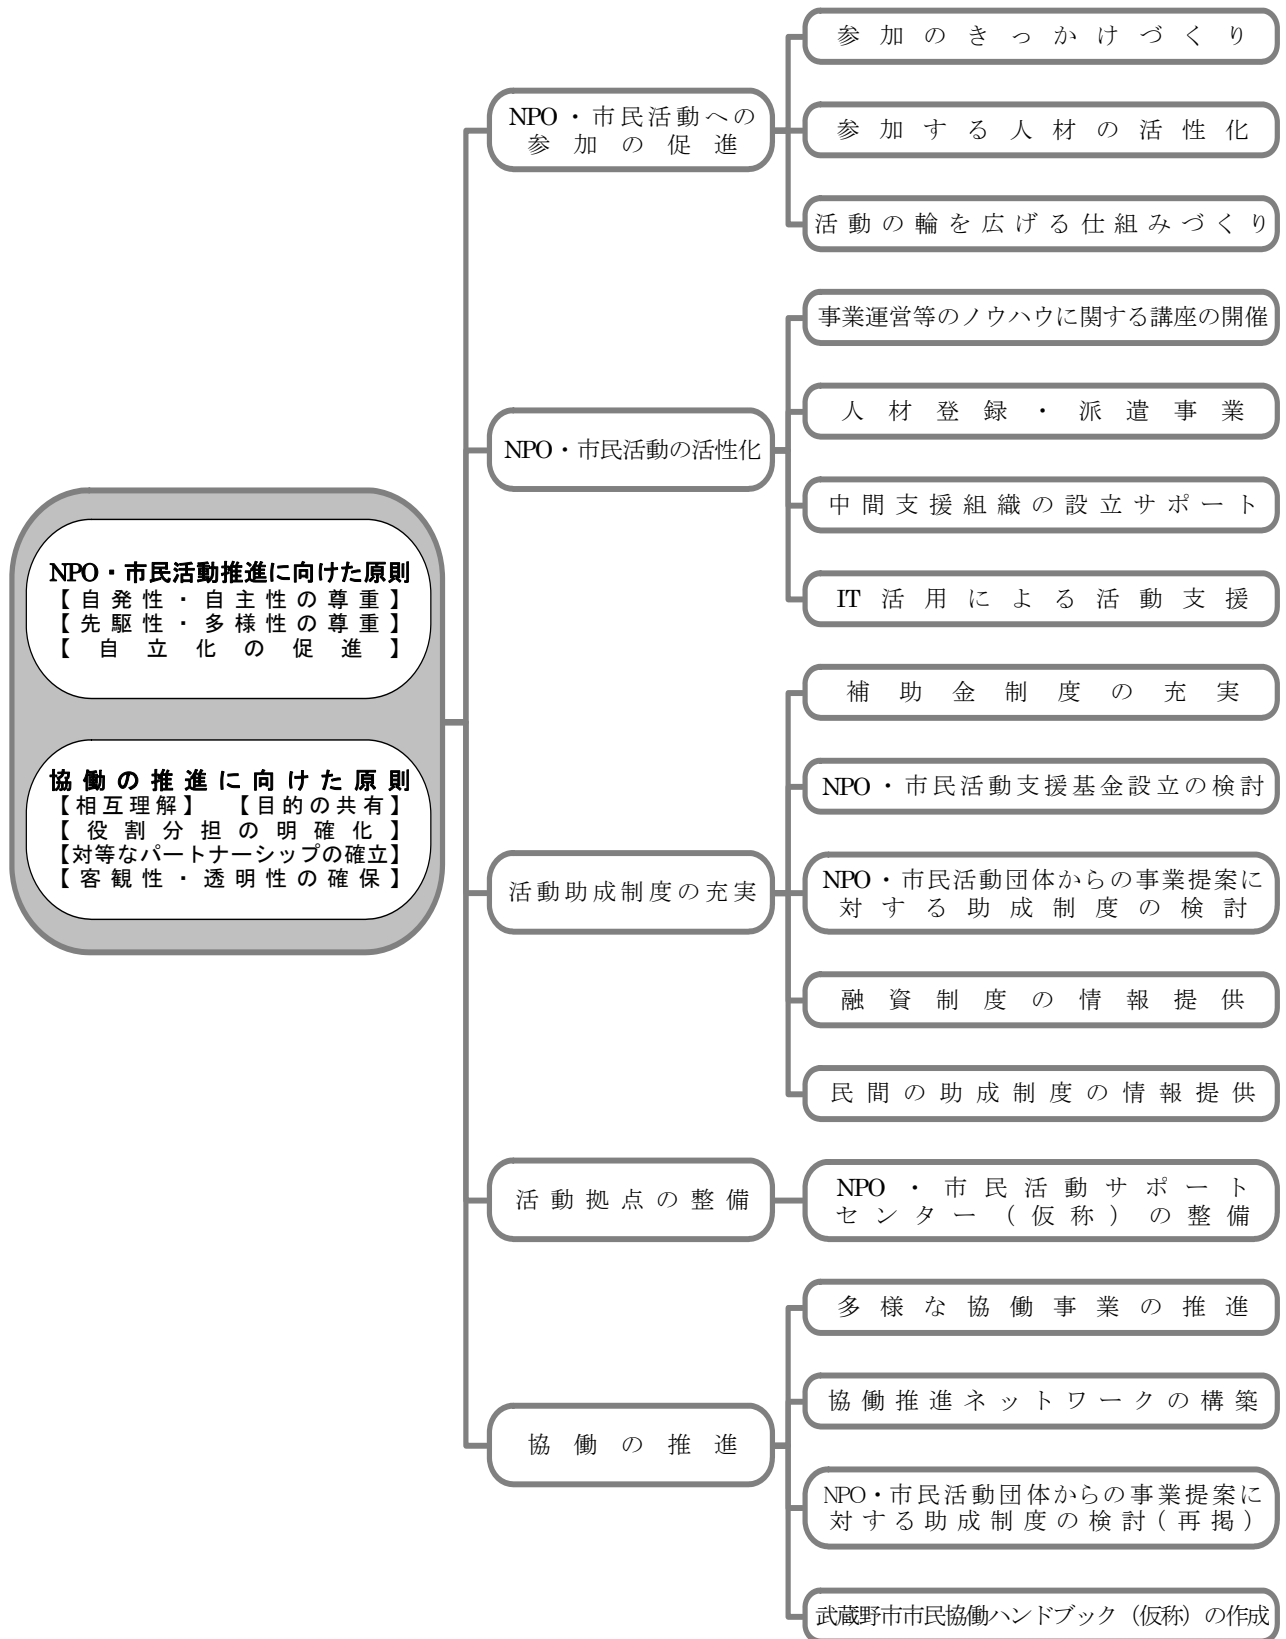 NPO・市民活動推進に向けた原則
【自発性・自主性の尊重】
【先駆性・多様性の尊重】
【自立化の促進】
協働の推進に向けた原則
【相互理解】 【目的の共有】
【役割分担の明確化】
【対等なパートナーシップの確立】
【客観性・透明性の確保】
NPO・市民活動への
参加の促進
参加のきっかけづくり
参加する人材の活性化
活動の輪を広げる仕組みづくり
NPO・市民活動の活性化
事業運営等のノウハウに関する講座の開催
人材登録・派遣事業
中間支援組織の設立サポート
IT活用による活動支援
活動助成制度の充実
補助金制度の充実
NPO・市民活動支援基金設立の検討
NPO・市民活動団体からの事業提案に
対する助成制度の検討
融資制度の情報提供
民間の助成制度の情報提供
活動拠点の整備
NPO・市民活動サポート
センター（仮称）の整備
協働の推進
多様な協働事業の推進
協働推進ネットワークの構築
NPO・市民活動団体からの事業提案に
対する助成制度の検討（再掲）
武蔵野市市民協働ハンドブック（仮称）の作成